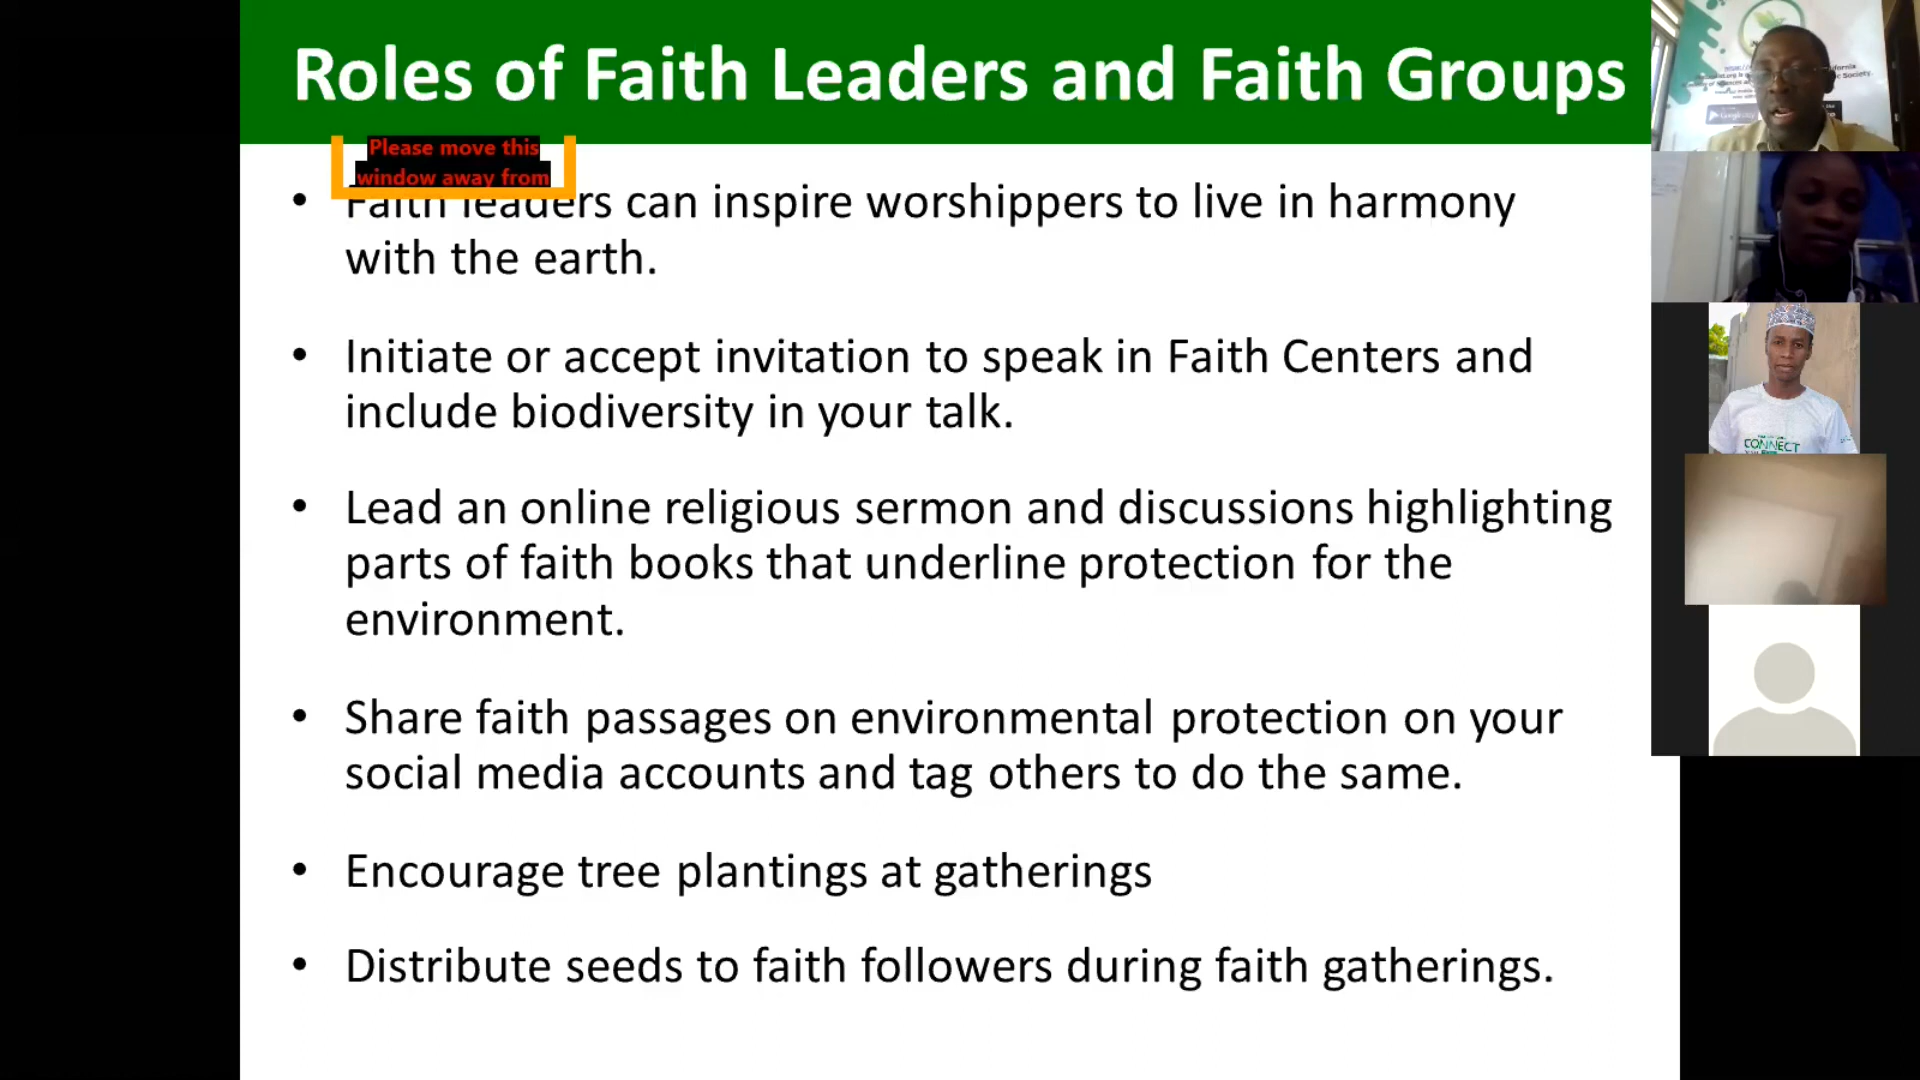 Roles of Faith Leaders and Faith Groups
Please move this
window away from
• Faith leaders can inspire worshippers to live in harmony
with the earth.
• Initiate or accept invitation to speak in Faith Centers and
include biodiversity in your talk.
• Lead an online religious sermon and discussions highlighting
parts of faith books that underline protection for the
environment.
• Share faith passages on environmental protection on your
social media accounts and tag others to do the same.
• Encourage tree plantings at gatherings
• Distribute seeds to faith followers during faith gatherings.
Society.
CONNECT